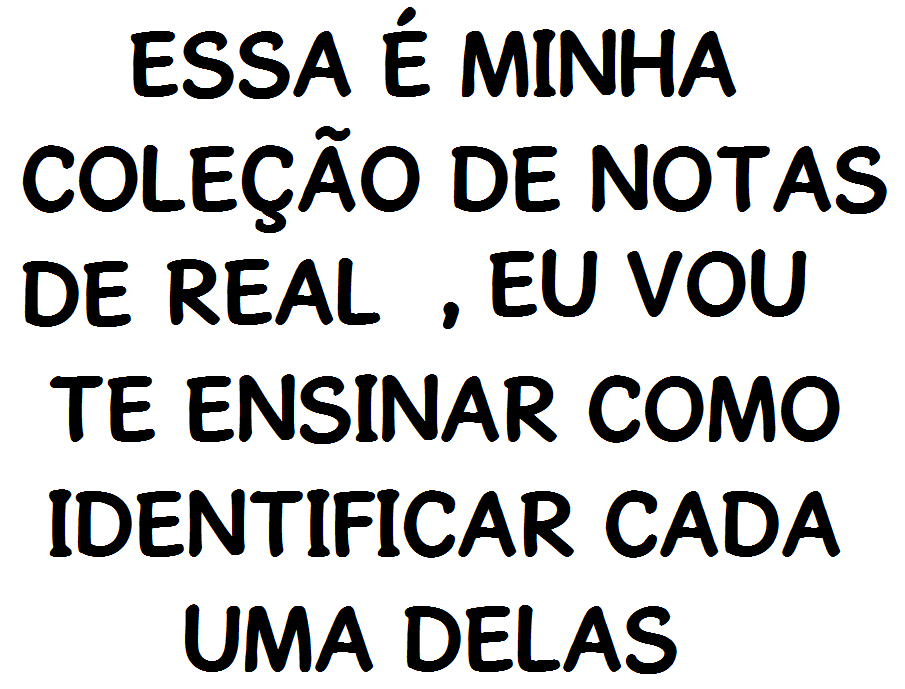 ESSA É MINHA
COLEÇÃO DE NOTAS
DE REAL , EU VOU
TE ENSINAR COMO
IDENTIFICAR CADA
UMA DELAS